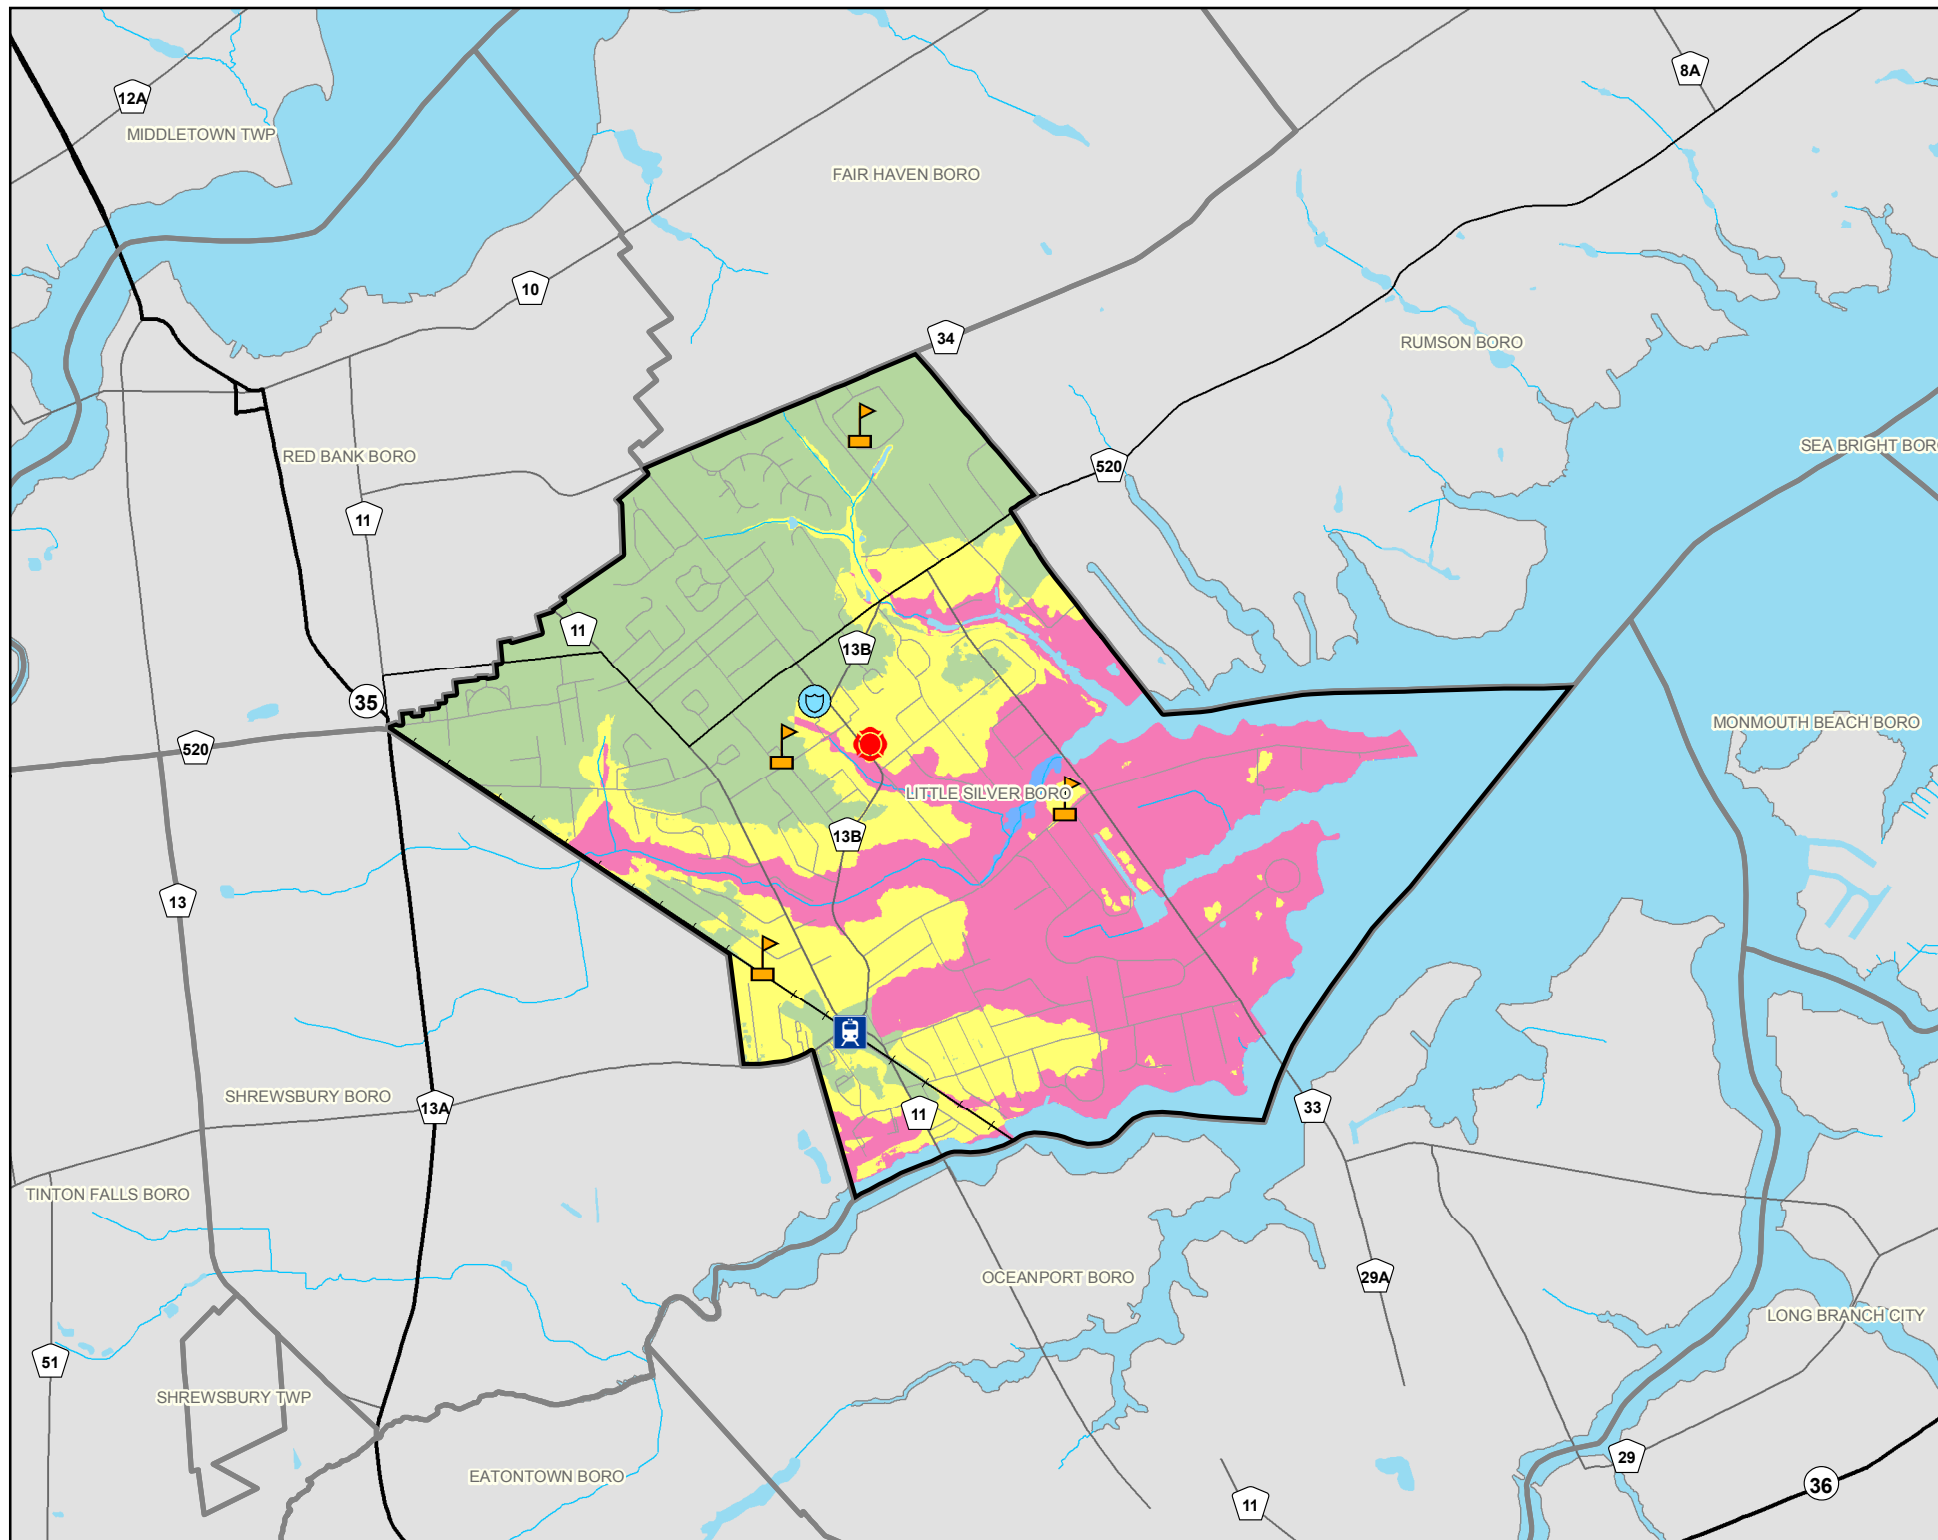 8A
12A
MIDDLETOWN TWP
FAIR HAVEN BORO
10
34
RUMSON BORO
SEA BRIGHT BOR
RED BANK BORO
520
11
11
13B
35
520
MONMOUTH BEACH BORO
LITTLE SILVER BORO
13B
13
SHREWSBURY BORO
13A
11
33
TINTON FALLS BORO
OCEANPORT BORO
29A
LONG BRANCH CITY
51
SHREWSBURY TWP
29
EATONTOWN BORO
36
11